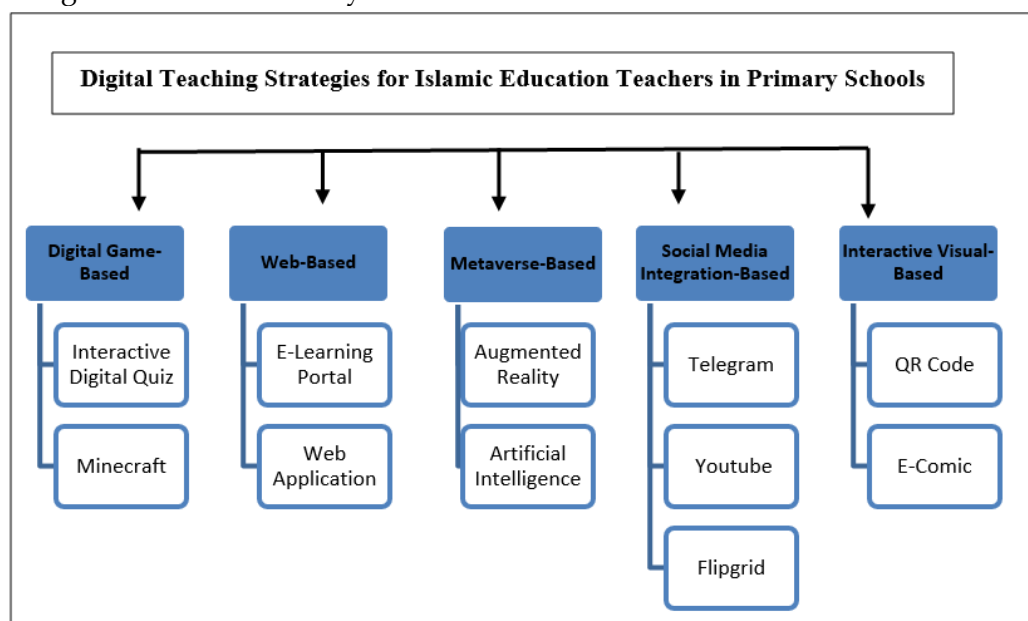 Digital Teaching Strategies for Islamic Education Teachers in Primary Schools
Digital Game-
Based
Interactive
Digital Quiz
Minecraft
Web-Based
E-Learning
Portal
Web
Application
Metaverse-Based
Augmented
Reality
Artificial
Intelligence
Social Media
Integration-Based
Telegram
Youtube
Flipgrid
Interactive Visual-
Based
QR Code
E-Comic